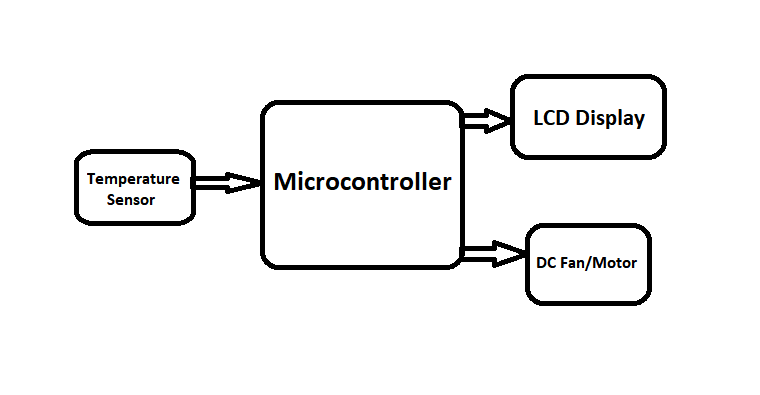 Temperature
Sensor
Microcontroller
LCD Display
DC Fan/Motor